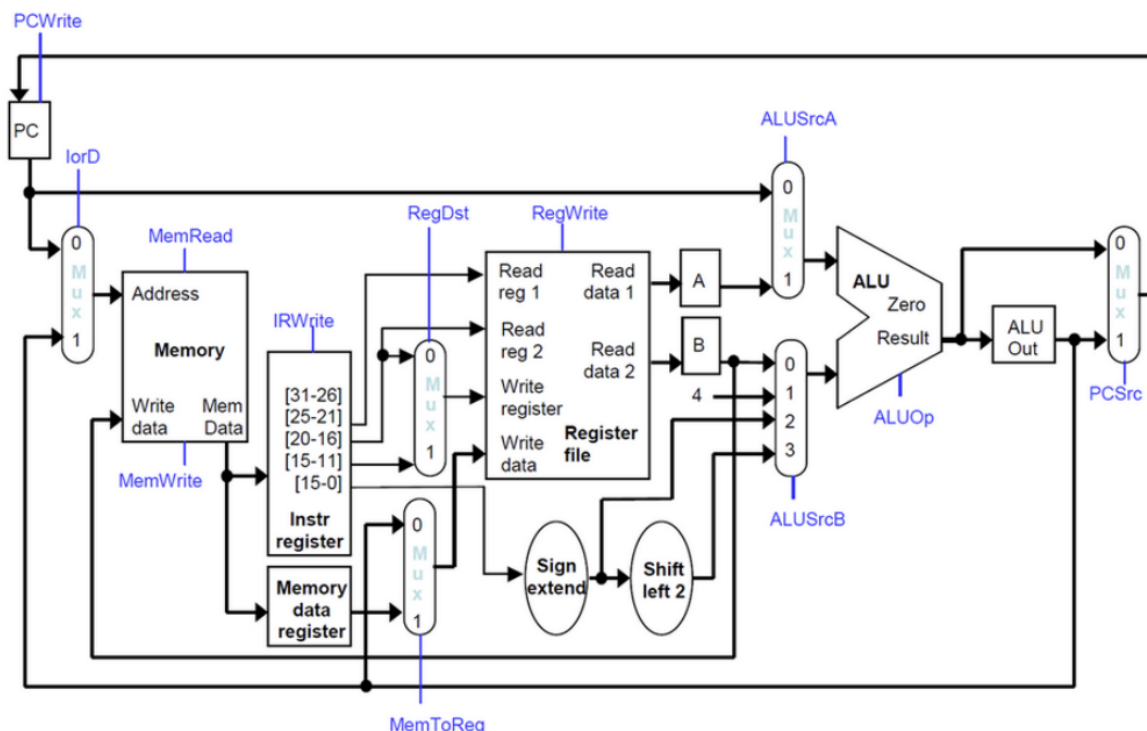 PCWrite
PC
IorD
0
Mux
1
MemRead
Address
Memory
Write
data
Mem
Data
MemWrite
IRWrite
[31-26]
[25-21]
[20-16]
[15-11]
[15-0]
Instr
register
Memory
data
register
RegDst
0
Mux
1
0
Mux
1
MemToReg
RegWrite
Read
reg 1
Read
data 1
Read
reg 2
Read
data 2
Write
register
Write
data
Register
file
Sign
extend
Shift
left 2
A
B
4
ALUSrcA
0
Mux
1
0
1
2
3
ALUSrcB
ALU
Zero
Result
ALUOp
ALU
Out
0
Mux
1
PCSrc